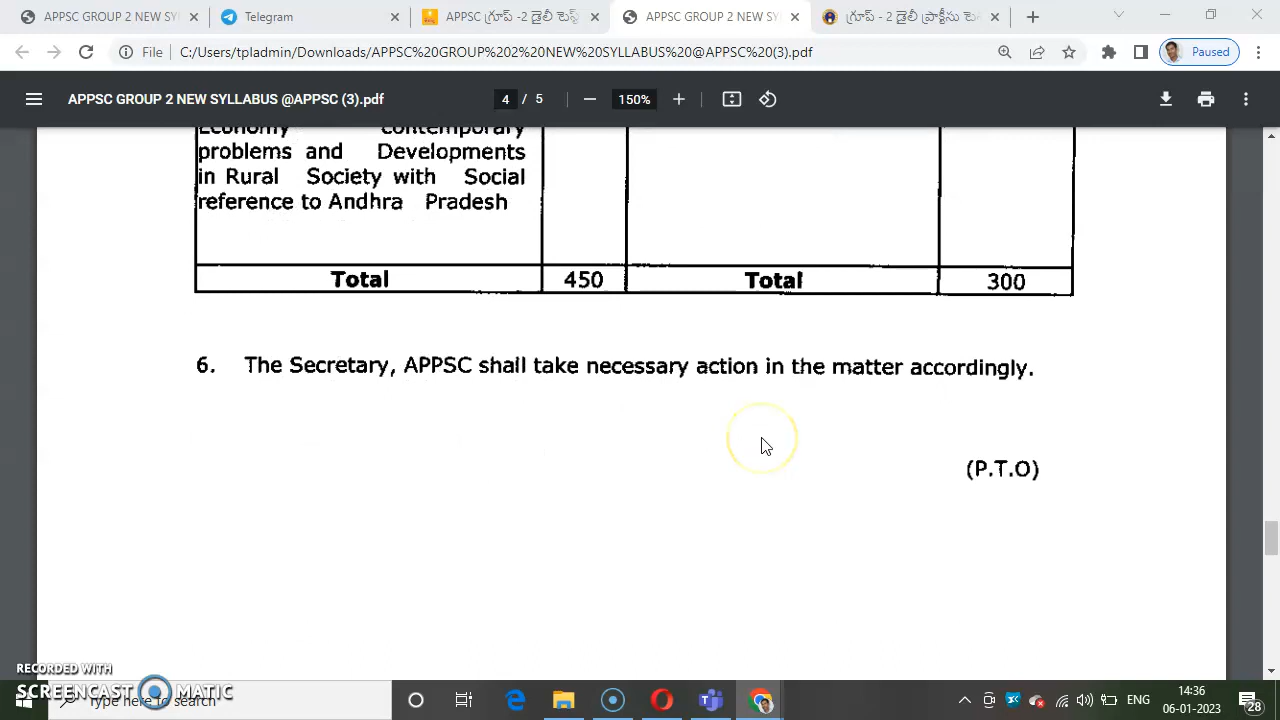 APPSC GROUP 2 NEW SY
Telegram
APPSC గ్రూప్ -2 డైలీ టెస్ట్
APPSC GROUP 2 NEW SY
గ్రూప్ - 2 డైలీ ప్రాక్టీసు టెస్
File C:/Users/tpladmin/Downloads/APPSC%20GROUP%202%20NEW%20SYLLABUS%20@APPSC%20(3).pdf
Paused
APPSC GROUP 2 NEW SYLLABUS @APPSC (3).pdf
4 / 5
150%
Economy contemporary
problems and Developments
in Rural Society with Social
reference to Andhra Pradesh
Total 450 Total 300
6. The Secretary, APPSC shall take necessary action in the matter accordingly.
(P.T.O)
RECORDED WITH
SCREENCAST MATIC
Type here to search
ENG
14:36
06-01-2023
28